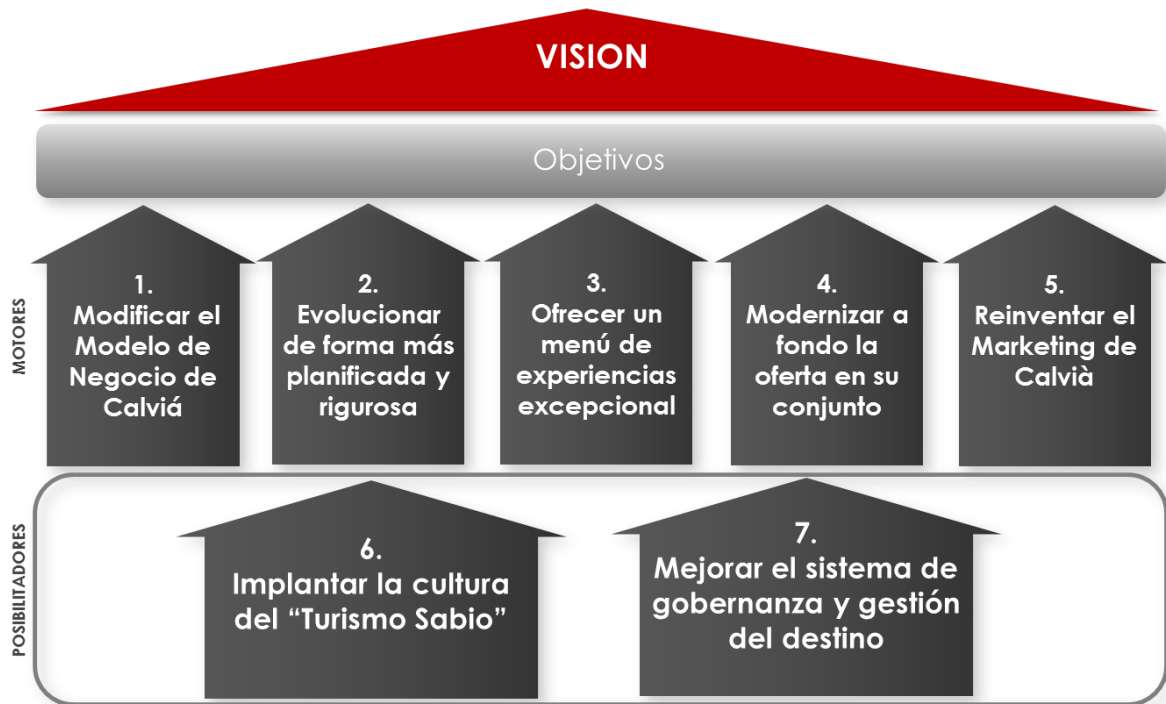 VISION
Objetivos
MOTORES
1.
Modificar el
Modelo de
Negocio de
Calviá
2.
Evolucionar
de forma más
planificada y
rigurosa
3.
Ofrecer un
menú de
experiencias
excepcional
4.
Modernizar a
fondo la
oferta en su
conjunto
5.
Reinventar el
Marketing de
Calvià
POSIBILITADORES
6.
Implantar la cultura
del “Turismo Sabio”
7.
Mejorar el sistema de
gobernanza y gestión
del destino